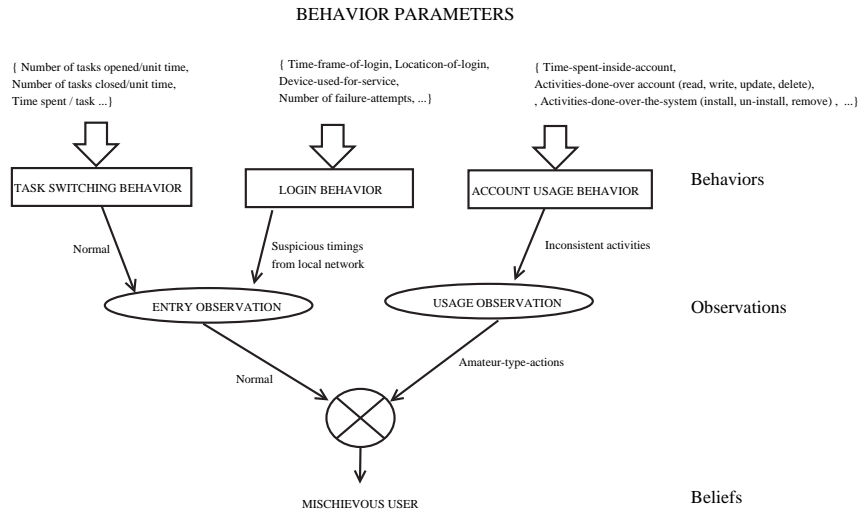 BEHAVIOR PARAMETERS
{ Number of tasks opened/unit time,
Number of tasks closed/unit time,
Time spent / task ...}
{ Time-frame-of-login, Locaticon-of-login,
Device-used-for-service,
Number of failure-attempts, ...}
{ Time-spent-inside-account,
Activities-done-over account (read, write, update, delete),
, Activities-done-over-the-system (install, un-install, remove) , ...}
TASK SWITCHING BEHAVIOR
LOGIN BEHAVIOR
ACCOUNT USAGE BEHAVIOR
Behaviors
Normal
Suspicious timings
from local network
Inconsistent activities
ENTRY OBSERVATION
USAGE OBSERVATION
Observations
Normal
Amateur-type-actions
MISCHIEVOUS USER
Beliefs